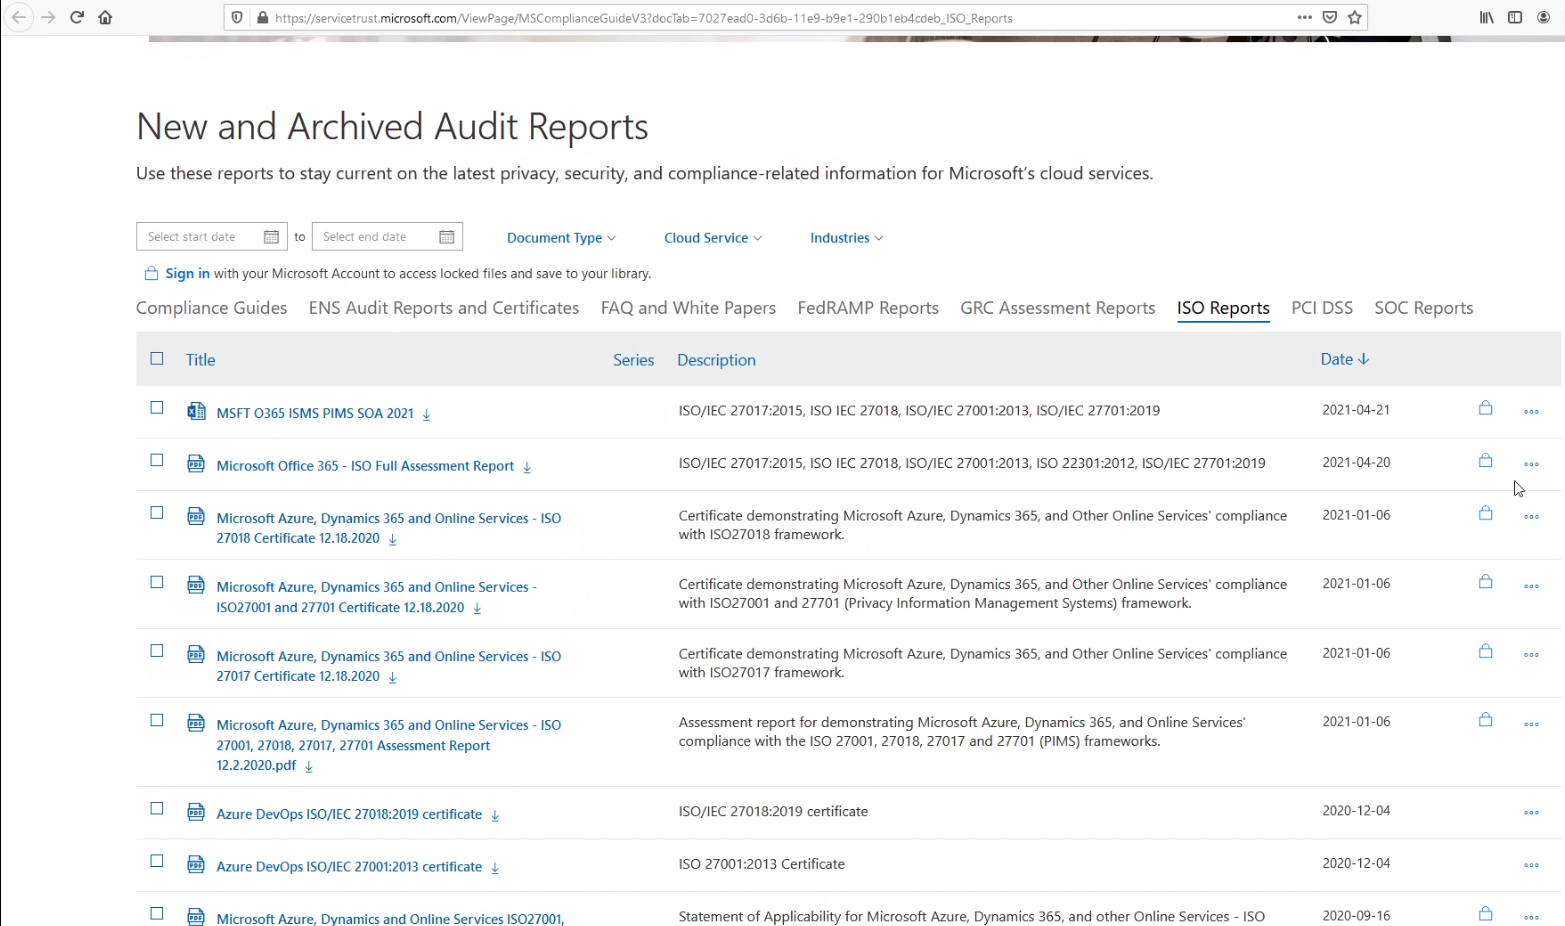 https://servicetrust.microsoft.com/ViewPage/MSComplianceGuideV3?docTab=7027ead0-3d6b-11e9-b9e1-290b1eb4cdeb_ISO_Reports
New and Archived Audit Reports
Use these reports to stay current on the latest privacy, security, and compliance-related information for Microsoft's cloud services.
Select start date to Select end date Document Type Cloud Service Industries
Sign in with your Microsoft Account to access locked files and save to your library.
Compliance Guides ENS Audit Reports and Certificates FAQ and White Papers FedRAMP Reports GRC Assessment Reports ISO Reports PCI DSS SOC Reports
Title Series Description Date
MSFT O365 ISMS PIMS SOA 2021 ISO/IEC 27017:2015, ISO IEC 27018, ISO/IEC 27001:2013, ISO/IEC 27701:2019 2021-04-21
Microsoft Office 365 - ISO Full Assessment Report ISO/IEC 27017:2015, ISO IEC 27018, ISO/IEC 27001:2013, ISO 22301:2012, ISO/IEC 27701:2019 2021-04-20
Microsoft Azure, Dynamics 365 and Online Services - ISO Certificate demonstrating Microsoft Azure, Dynamics 365, and Other Online Services' compliance 2021-01-06
27018 Certificate 12.18.2020 with ISO27018 framework.
Microsoft Azure, Dynamics 365 and Online Services - Certificate demonstrating Microsoft Azure, Dynamics 365, and Other Online Services' compliance 2021-01-06
ISO27001 and 27701 Certificate 12.18.2020 with ISO27001 and 27701 (Privacy Information Management Systems) framework.
Microsoft Azure, Dynamics 365 and Online Services - ISO Certificate demonstrating Microsoft Azure, Dynamics 365, and Other Online Services' compliance 2021-01-06
27017 Certificate 12.18.2020 with ISO27017 framework.
Microsoft Azure, Dynamics 365 and Online Services - ISO Assessment report for demonstrating Microsoft Azure, Dynamics 365, and Online Services' 2021-01-06
27001, 27018, 27017, 27701 Assessment Report compliance with the ISO 27001, 27018, 27017 and 27701 (PIMS) frameworks.
12.2.2020.pdf
Azure DevOps ISO/IEC 27018:2019 certificate ISO/IEC 27018:2019 certificate 2020-12-04
Azure DevOps ISO/IEC 27001:2013 certificate ISO 27001:2013 Certificate 2020-12-04
Microsoft Azure, Dynamics and Online Services ISO27001, Statement of Applicability for Microsoft Azure, Dynamics 365, and other Online Services - ISO 2020-09-16